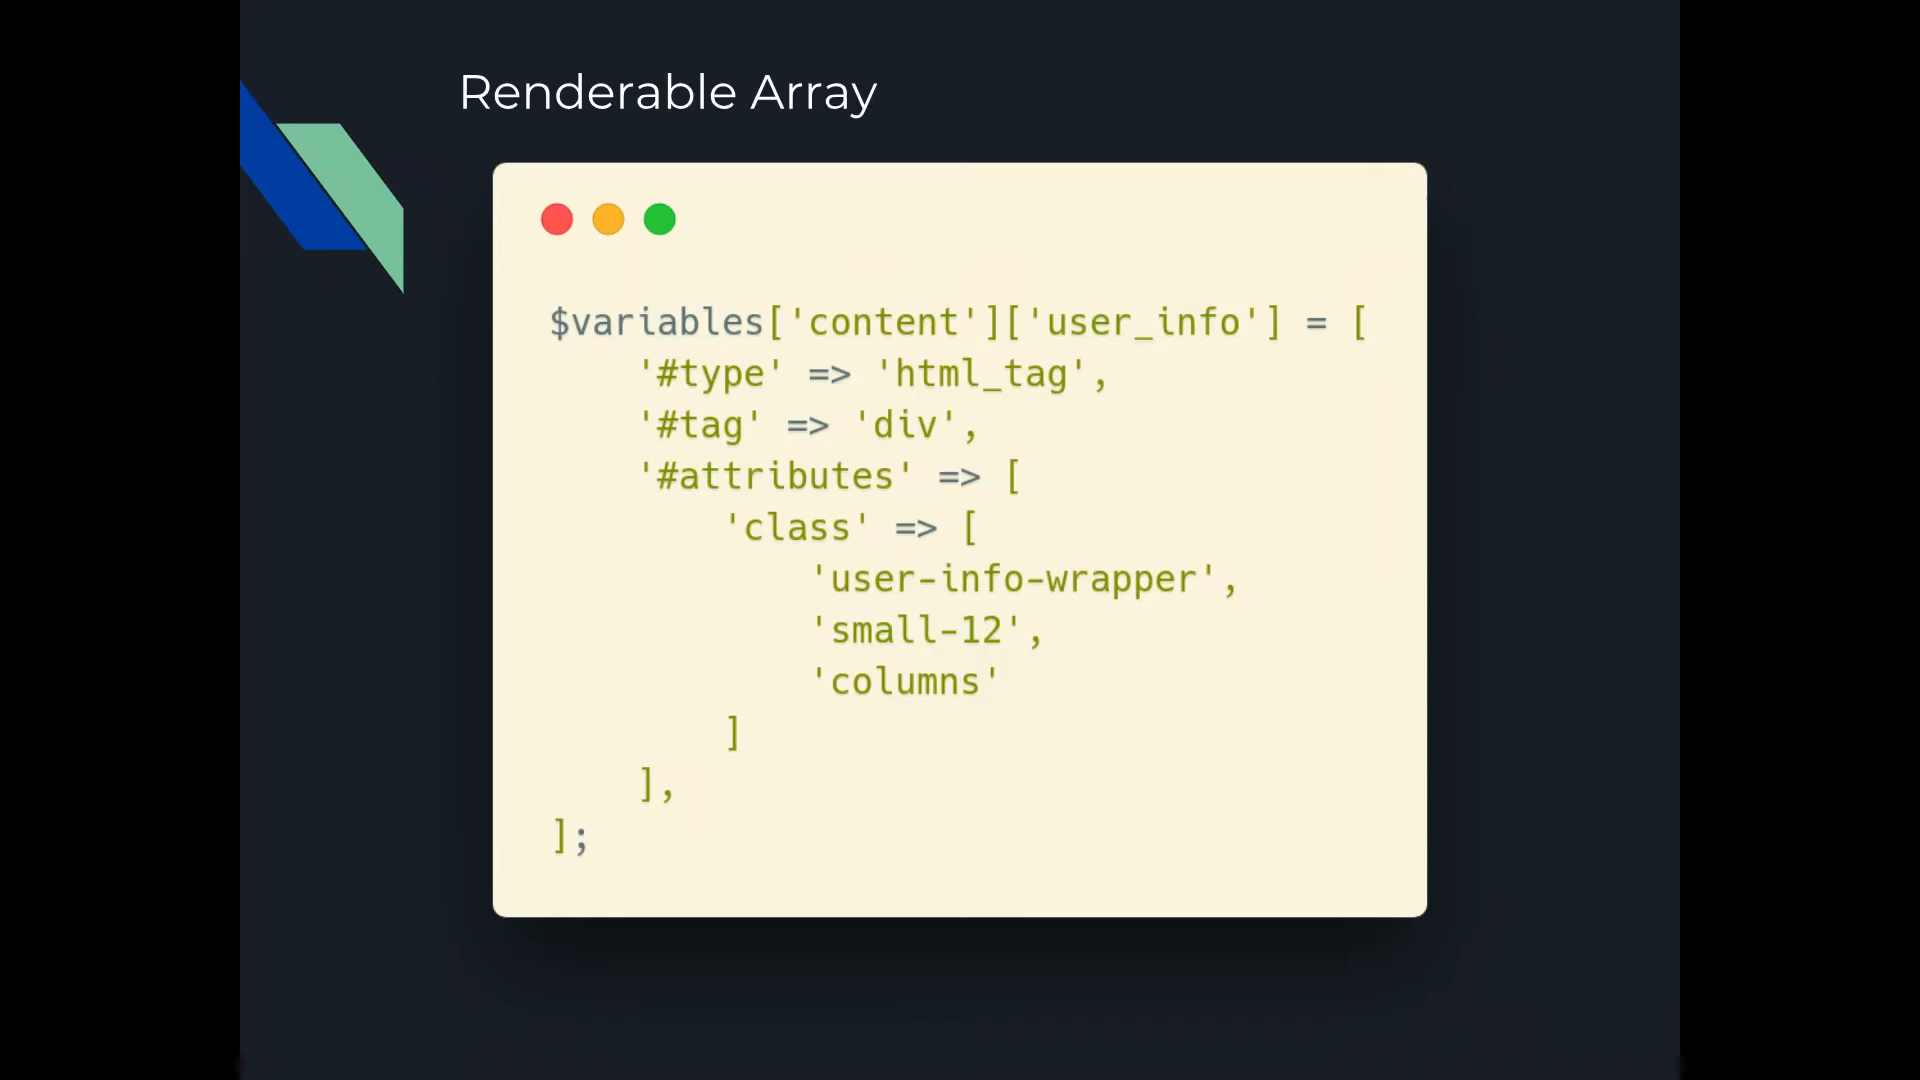 Renderable Array
$variables['content']['user_info'] = [
    '#type' => 'html_tag',
    '#tag' => 'div',
    '#attributes' => [
        'class' => [
            'user-info-wrapper',
            'small-12',
            'columns'
        ]
    ],
];